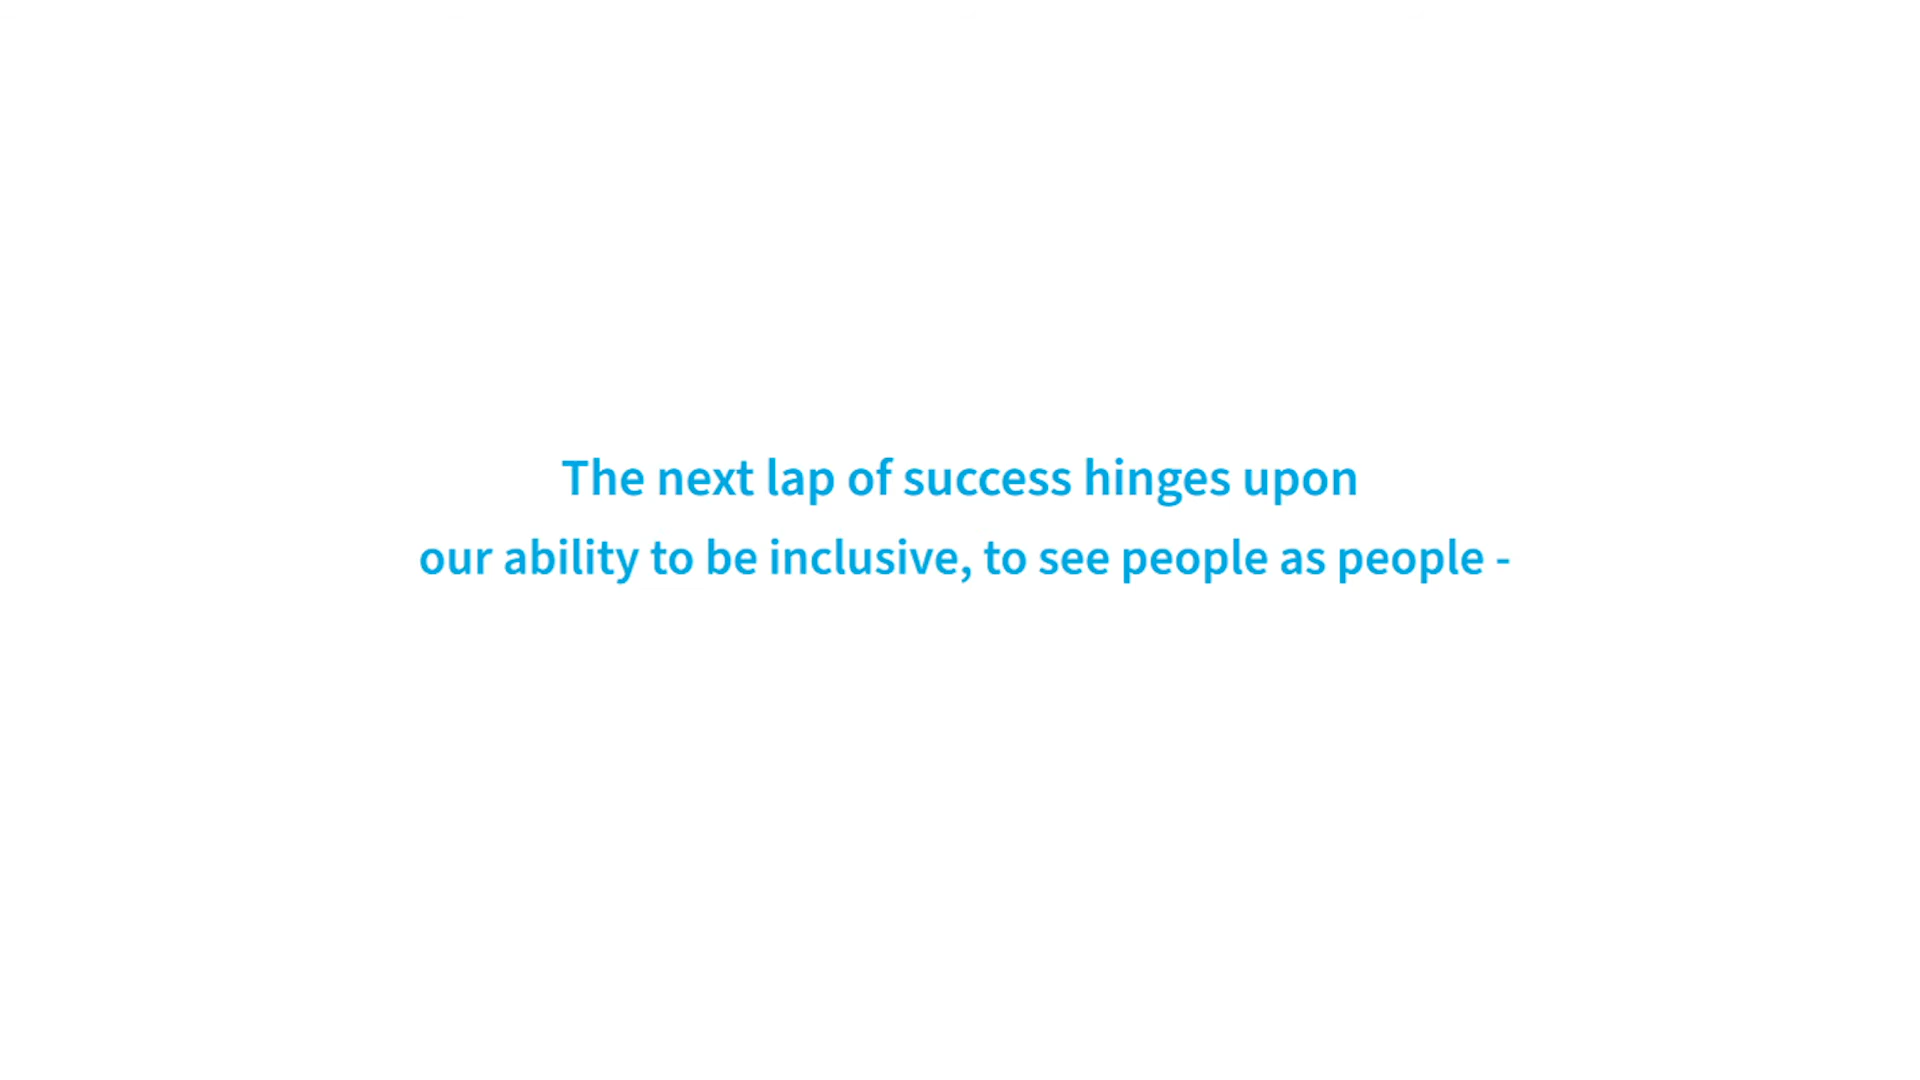 The next lap of success hinges upon
our ability to be inclusive, to see people as people -